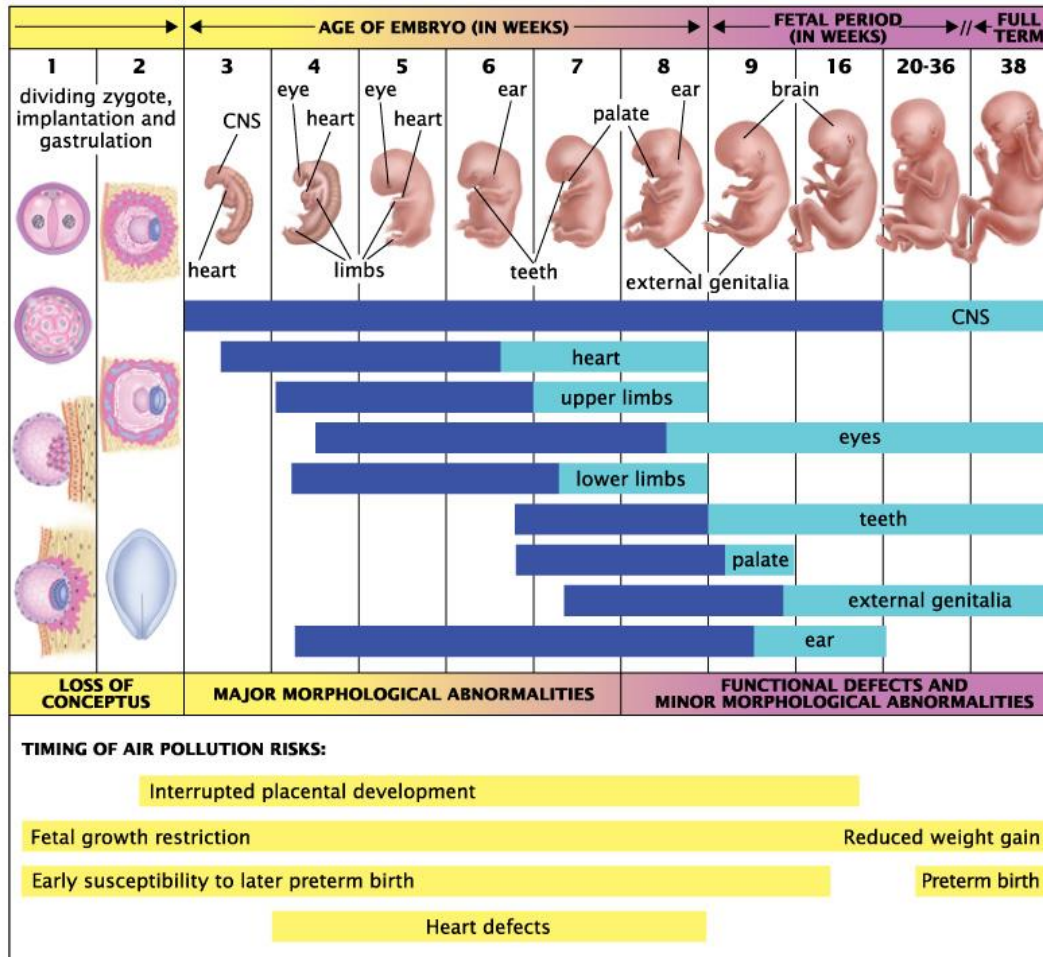 AGE OF EMBRYO (IN WEEKS)
FETAL PERIOD
(IN WEEKS)
//
FULL
TERM
1
2
3
4
5
6
7
8
9
16
20-36
38
dividing zygote,
implantation and
gastrulation
CNS
heart
eye
heart
limbs
eye
heart
ear
teeth
palate
ear
external genitalia
brain
CNS
heart
upper limbs
eyes
lower limbs
teeth
palate
external genitalia
ear
LOSS OF
CONCEPTUS
MAJOR MORPHOLOGICAL ABNORMALITIES
FUNCTIONAL DEFECTS AND
MINOR MORPHOLOGICAL ABNORMALITIES
TIMING OF AIR POLLUTION RISKS:
Interrupted placental development
Fetal growth restriction
Reduced weight gain
Early susceptibility to later preterm birth
Preterm birth
Heart defects